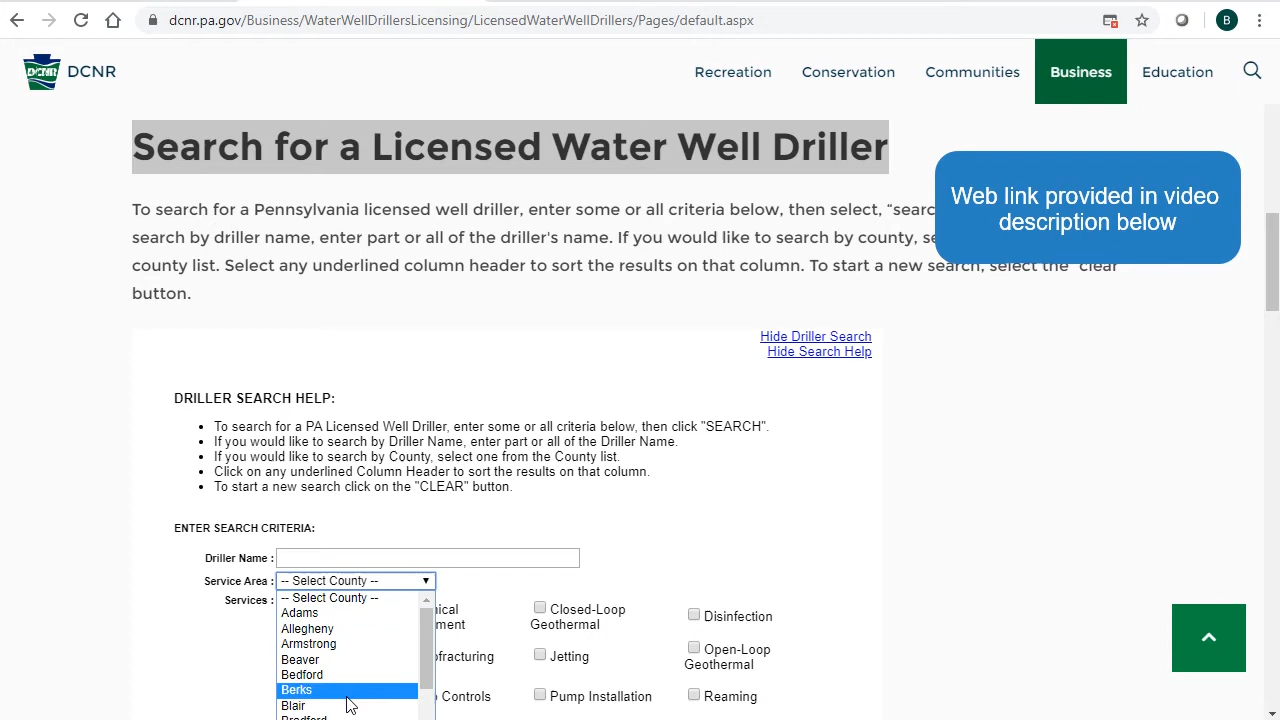 dcnr.pa.gov/Business/WaterWellDrillersLicensing/LicensedWaterWellDrillers/Pages/default.aspx
B
DCNR DCNR
Recreation Conservation Communities Business Education
Search for a Licensed Water Well Driller
Web link provided in video
description below
To search for a Pennsylvania licensed well driller, enter some or all criteria below, then select, “searc
search by driller name, enter part or all of the driller's name. If you would like to search by county, se
county list. Select any underlined column header to sort the results on that column. To start a new search, select the “clear
button.
Hide Driller Search
Hide Search Help
DRILLER SEARCH HELP:
• To search for a PA Licensed Well Driller, enter some or all criteria below, then click "SEARCH".
• If you would like to search by Driller Name, enter part or all of the Driller Name.
• If you would like to search by County, select one from the County list.
• Click on any underlined Column Header to sort the results on that column.
• To start a new search click on the "CLEAR" button.
ENTER SEARCH CRITERIA:
Driller Name :
Service Area : -- Select County --
Services :
-- Select County --
Adams
Allegheny
Armstrong
Beaver
Bedford
Berks
Blair
Bradford
ical
ment
Closed-Loop
Geothermal
Disinfection
ofracturing
Jetting
Open-Loop
Geothermal
Controls
Pump Installation
Reaming